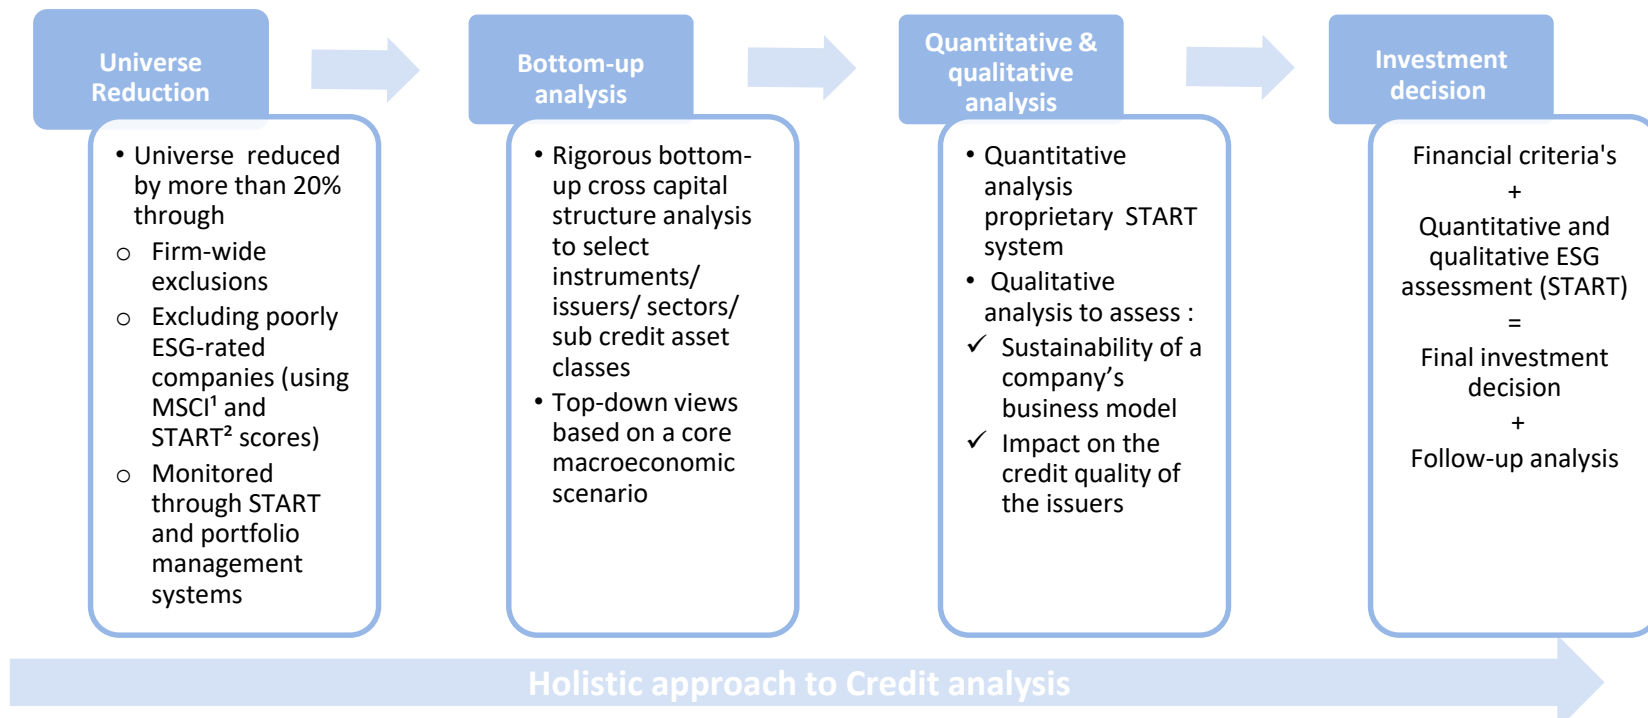 Universe
Reduction
• Universe reduced
by more than 20%
through
o Firm-wide
exclusions
o Excluding poorly
ESG-rated
companies (using
MSCI¹ and
START² scores)
o Monitored
through START
and portfolio
management
systems
Bottom-up
analysis
• Rigorous bottom-
up cross capital
structure analysis
to select
instruments/
issuers/ sectors/
sub credit asset
classes
• Top-down views
based on a core
macroeconomic
scenario
Quantitative &
qualitative
analysis
• Quantitative
analysis
proprietary START
system
• Qualitative
analysis to assess :
✓ Sustainability of a
company’s
business model
✓ Impact on the
credit quality of
the issuers
Investment
decision
Financial criteria's
+
Quantitative and
qualitative ESG
assessment (START)
=
Final investment
decision
+
Follow-up analysis
Holistic approach to Credit analysis